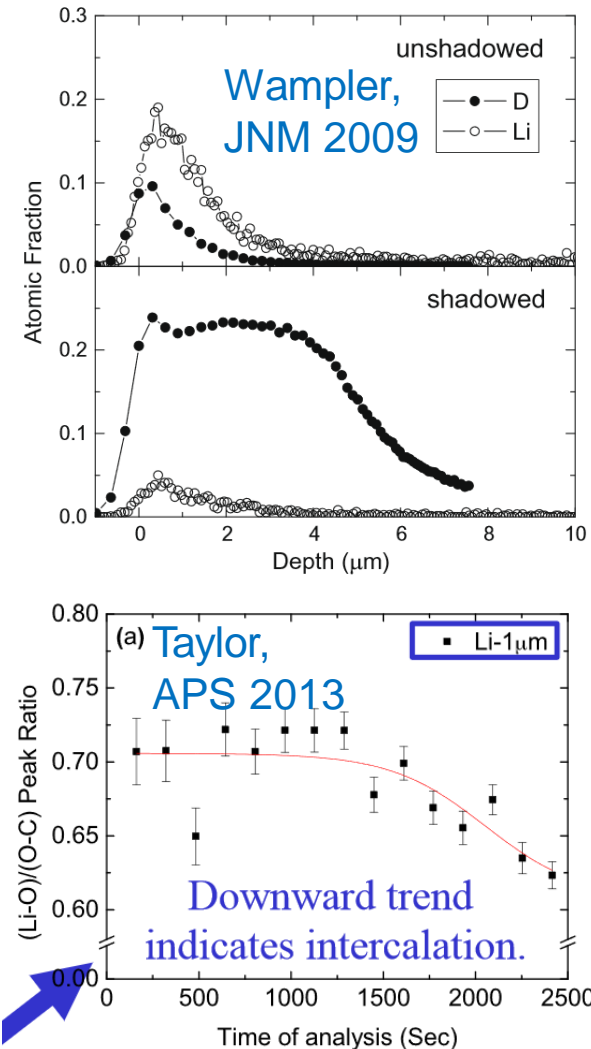 0.3
unshadowed
Wampler,
JNM 2009
D
Li
0.2
0.1
0.0
Atomic Fraction
shadowed
0.2
0.1
0.0
0 2 4 6 8 10
Depth (μm)
0.80
(a) Taylor,
APS 2013
Li-1μm
0.75
0.70
0.65
0.60
0.00
(Li-O)/(O-C) Peak Ratio
Downward trend
indicates intercalation.
0 500 1000 1500 2000 2500
Time of analysis (Sec)